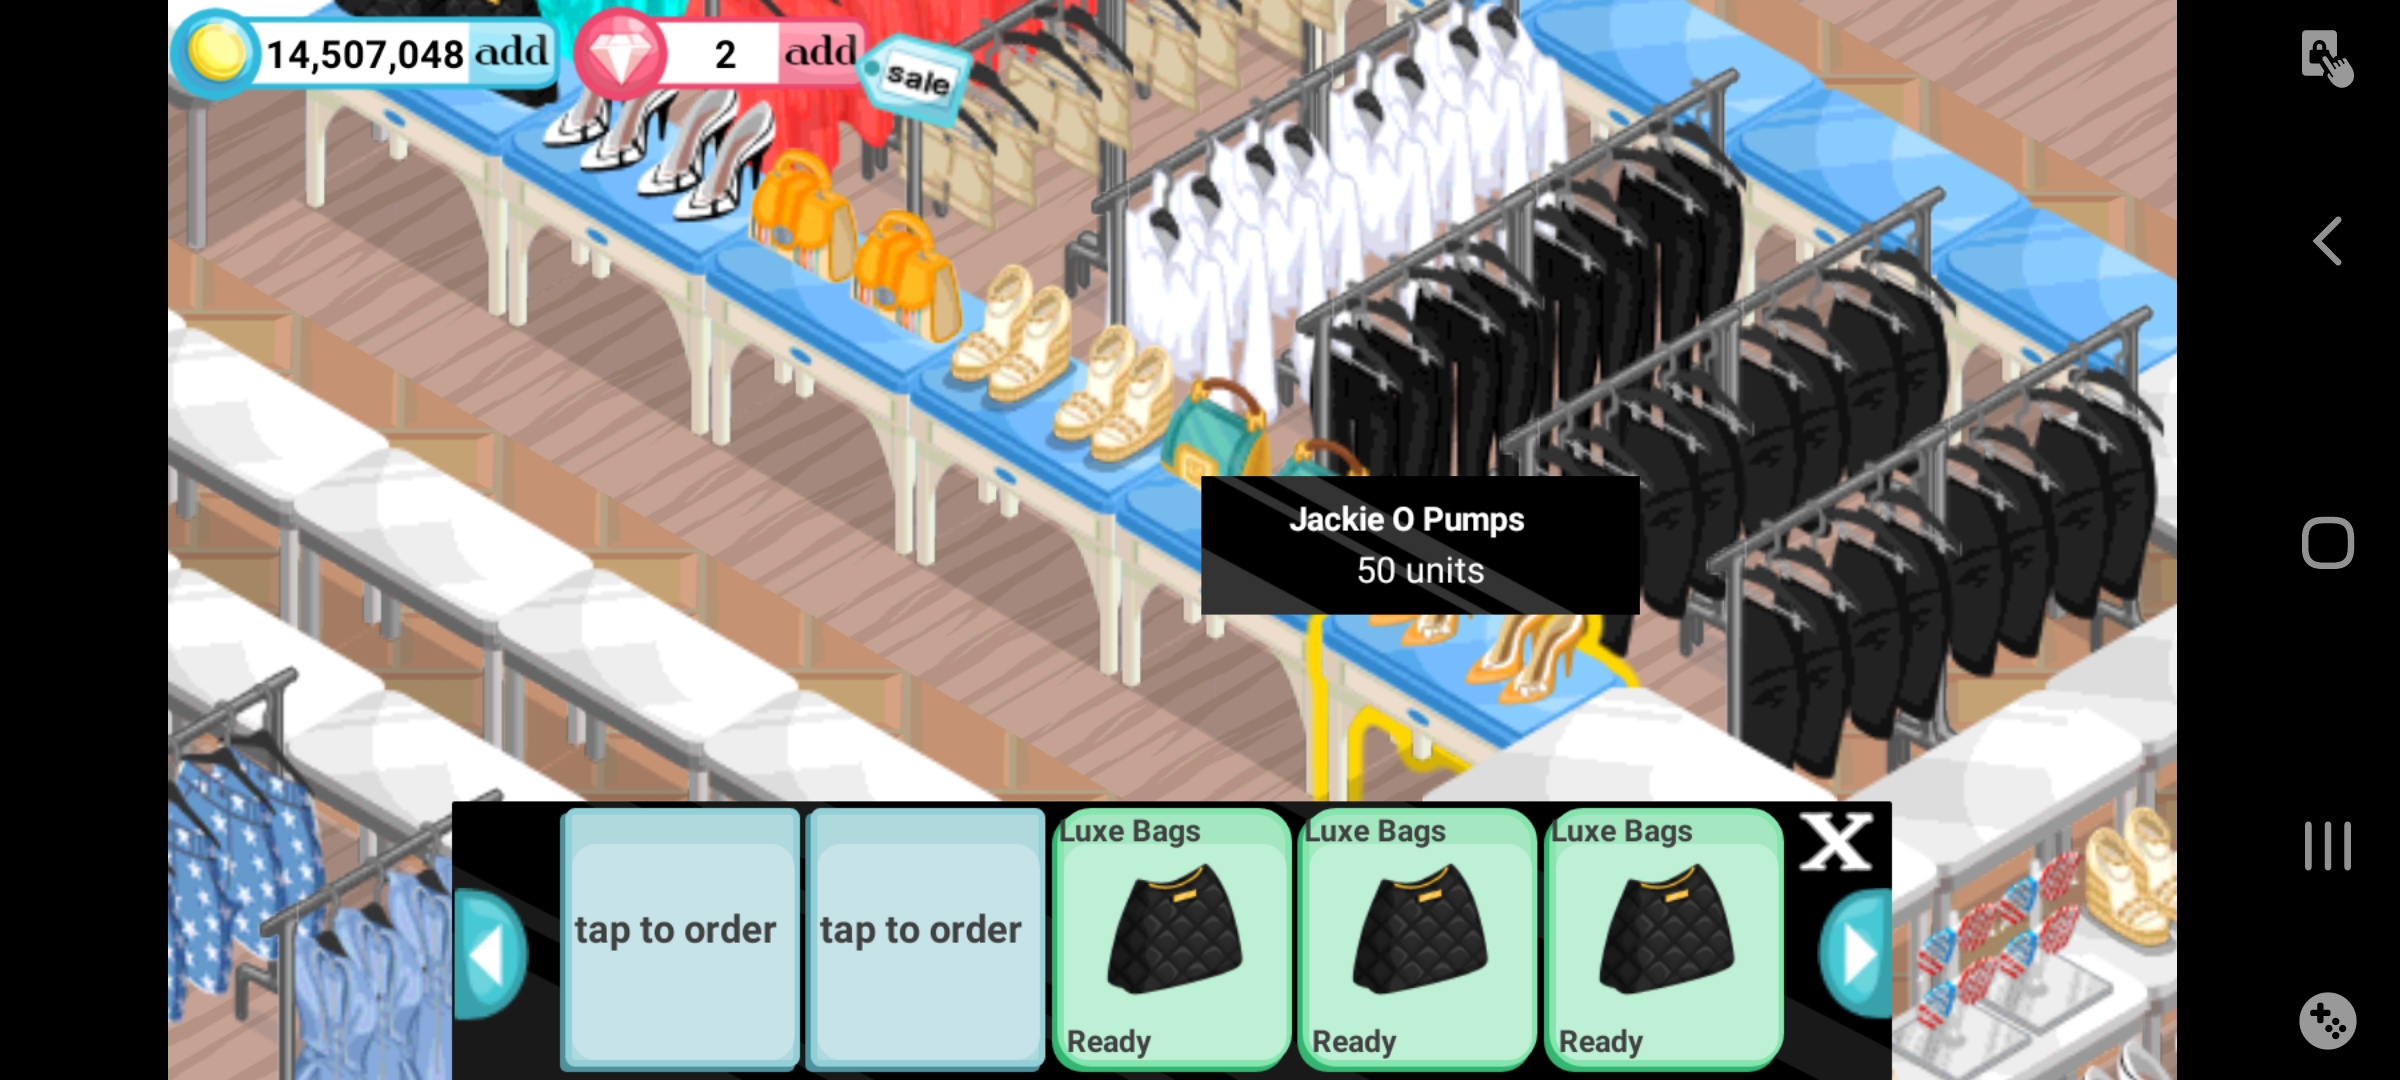 14,507,048 add
2 add
sale
Jackie O Pumps
50 units
tap to order
tap to order
Luxe Bags
Ready
Luxe Bags
Ready
Luxe Bags
Ready
X